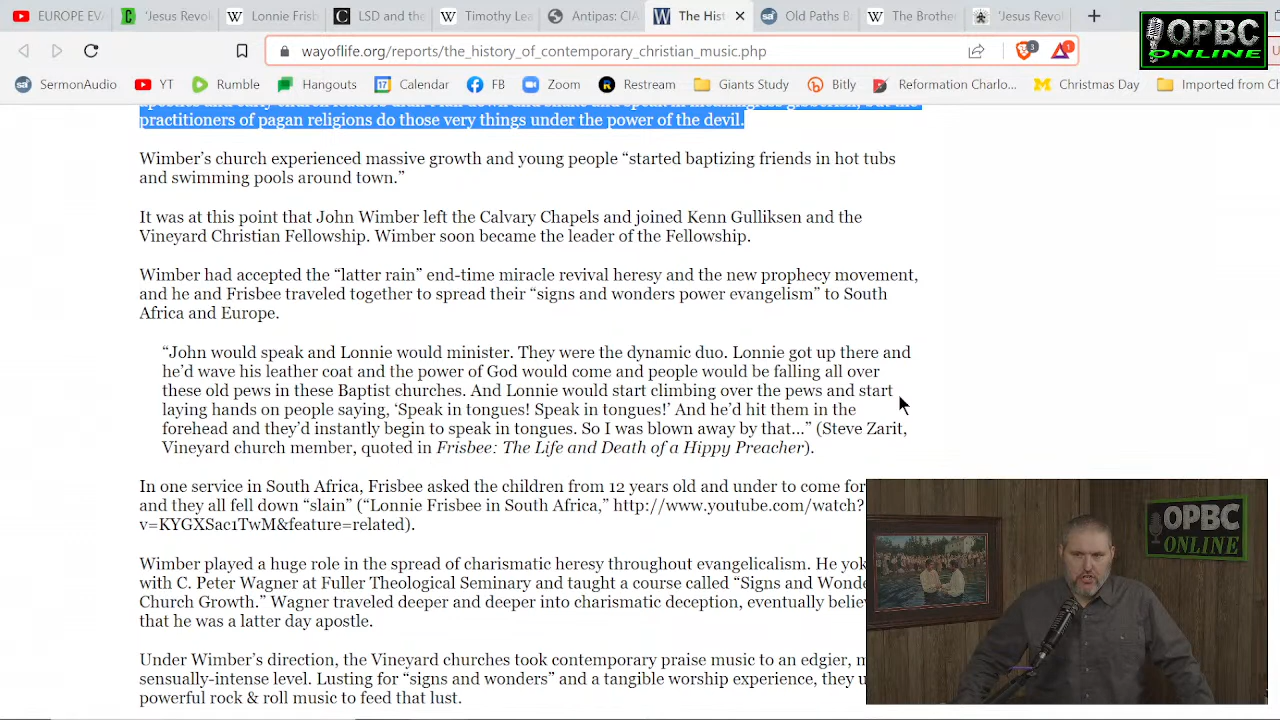 'Jesus Revol
Lonnie Frisb
LSD and the
Timothy Lea
Antipas: CIA
The Hist
Old Paths B
The Brother
'Jesus Revol
OPBC
ONLINE
wayoflife.org/reports/the_history_of_contemporary_christian_music.php
3
1
SermonAudio
YT
Rumble
Hangouts
17
Calendar
FB
Zoom
Restream
Giants Study
Bitly
Reformation Charlo...
Christmas Day
Imported from
practitioners of pagan religions do those very things under the power of the devil.
Wimber's church experienced massive growth and young people “started baptizing friends in hot tubs
and swimming pools around town.”
It was at this point that John Wimber left the Calvary Chapels and joined Kenn Gulliksen and the
Vineyard Christian Fellowship. Wimber soon became the leader of the Fellowship.
Wimber had accepted the “latter rain” end-time miracle revival heresy and the new prophecy movement,
and he and Frisbee traveled together to spread their “signs and wonders power evangelism” to South
Africa and Europe.
“John would speak and Lonnie would minister. They were the dynamic duo. Lonnie got up there and
he'd wave his leather coat and the power of God would come and people would be falling all over
these old pews in these Baptist churches. And Lonnie would start climbing over the pews and start
laying hands on people saying, ‘Speak in tongues! Speak in tongues!’ And he'd hit them in the
forehead and they'd instantly begin to speak in tongues. So I was blown away by that...” (Steve Zarit,
Vineyard church member, quoted in Frisbee: The Life and Death of a Hippy Preacher).
In one service in South Africa, Frisbee asked the children from 12 years old and under to come for
and they all fell down “slain” (“Lonnie Frisbee in South Africa,” http://www.youtube.com/watch?
v=KYGXSac1TwM&feature=related).
Wimber played a huge role in the spread of charismatic heresy throughout evangelicalism. He yok
with C. Peter Wagner at Fuller Theological Seminary and taught a course called “Signs and Wonde
Church Growth.” Wagner traveled deeper and deeper into charismatic deception, eventually believ
that he was a latter day apostle.
Under Wimber's direction, the Vineyard churches took contemporary praise music to an edgier, m
sensually-intense level. Lusting for “signs and wonders” and a tangible worship experience, they u
powerful rock & roll music to feed that lust.
OPBC
ONLINE